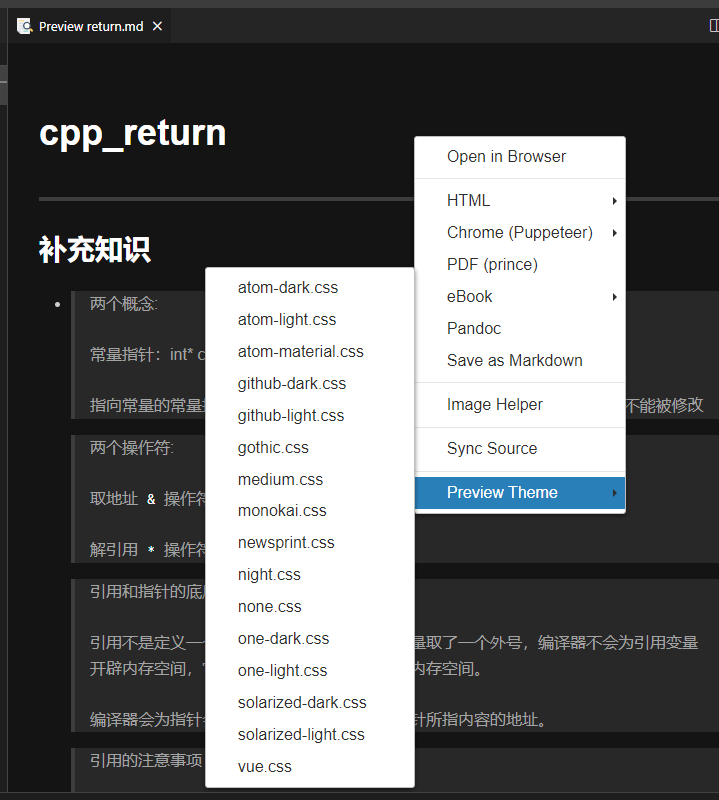 Preview return.md
cpp_return
补充知识
两个概念:
常量指针：int* c
指向常量的常量
不能被修改
两个操作符:
取地址 & 操作符
解引用 * 操作符
引用和指针的底
引用不是定义一
量取了一个外号，编译器不会为引用变量
开辟内存空间，
内存空间。
编译器会为指针
针所指内容的地址。
引用的注意事项
Open in Browser
HTML
Chrome (Puppeteer)
PDF (prince)
eBook
Pandoc
Save as Markdown
Image Helper
Sync Source
Preview Theme
atom-dark.css
atom-light.css
atom-material.css
github-dark.css
github-light.css
gothic.css
medium.css
monokai.css
newsprint.css
night.css
none.css
one-dark.css
one-light.css
solarized-dark.css
solarized-light.css
vue.css